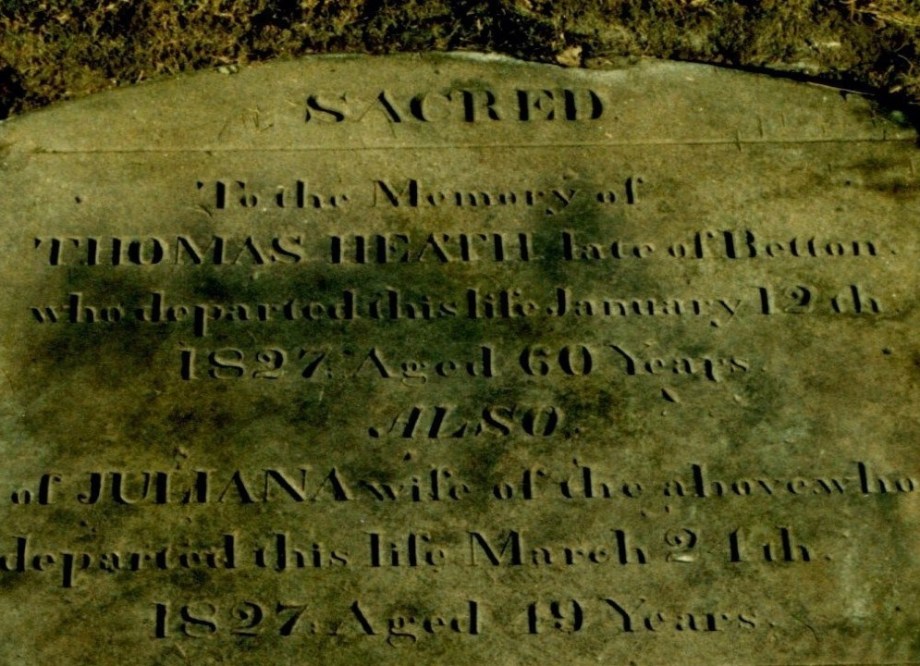 SACRED
To the Memory of
THOMAS HEATH late of Betton.
who departed this life January 12th
1827. Aged 60 Years.
ALSO.
of JULIANA wife of the above who
departed this life March 24th.
1827. Aged 49 Years.